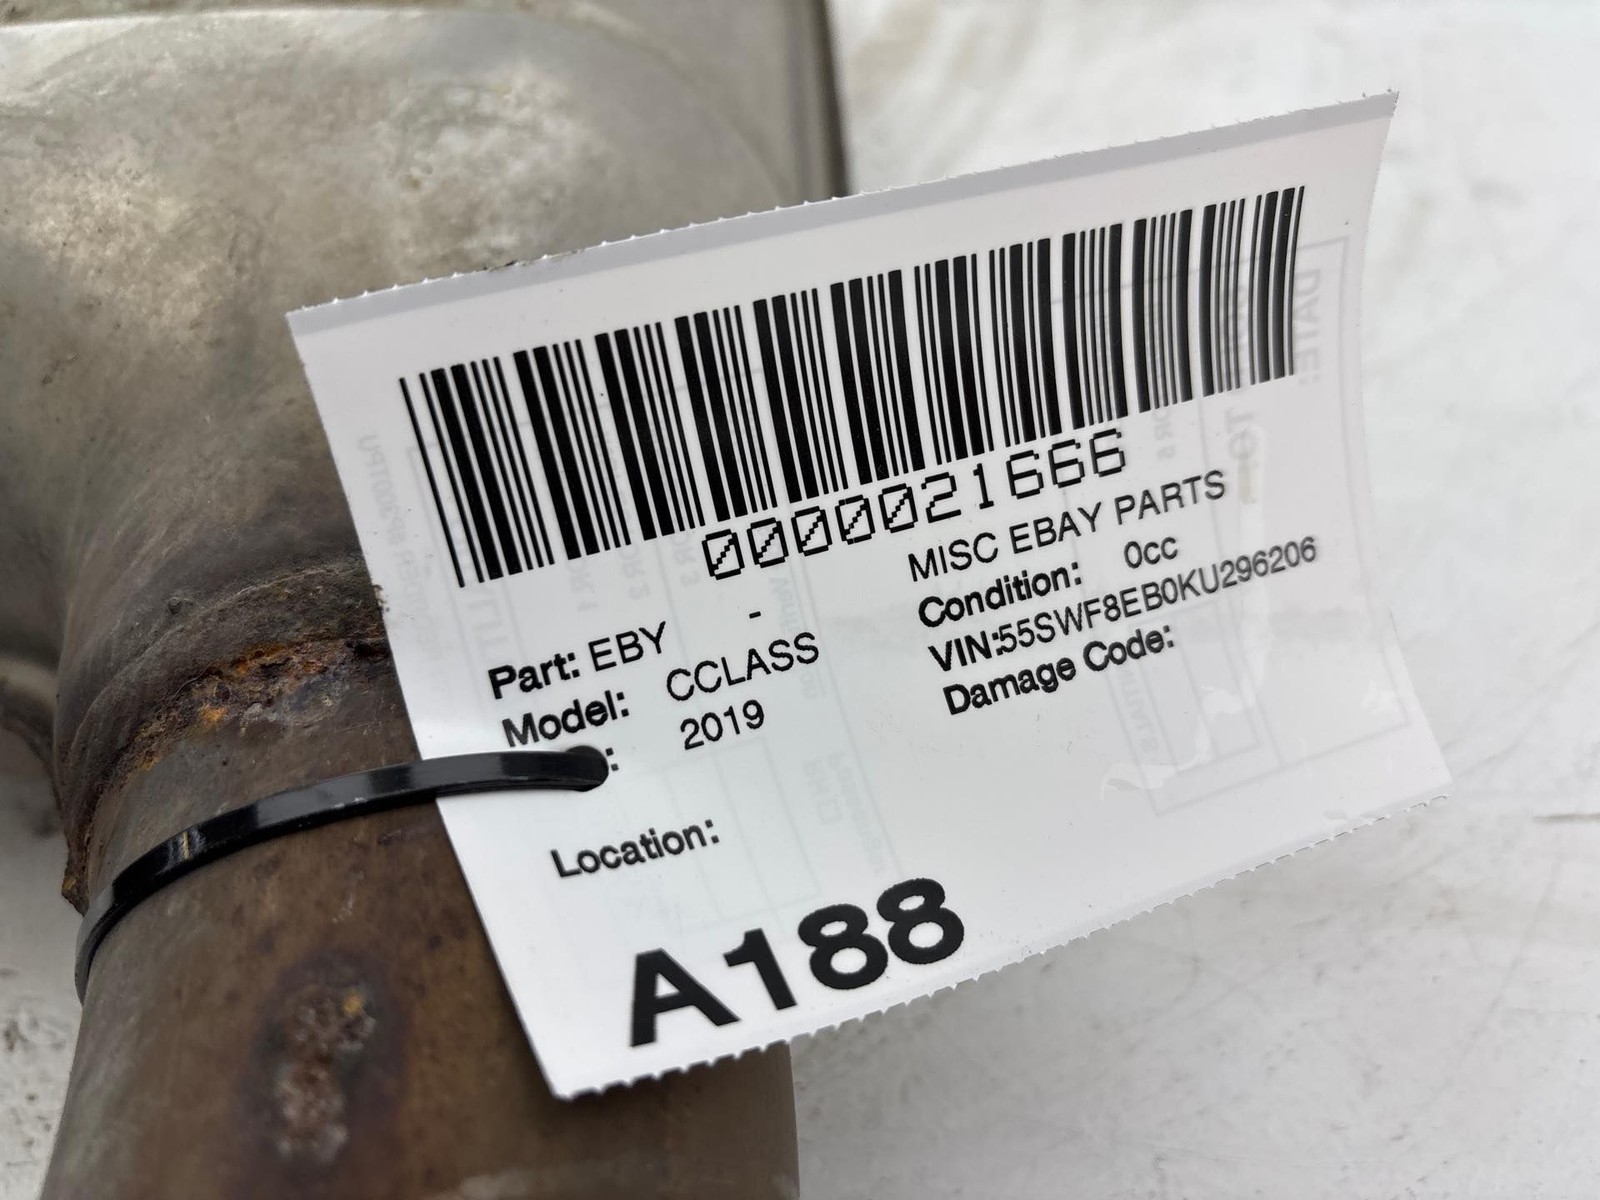 0000021666
Part: EBY -
Model: CCLASS
: 2019
MISC EBAY PARTS
Condition: 0cc
VIN:55SWF8EB0KU296206
Damage Code:
Location:
A188